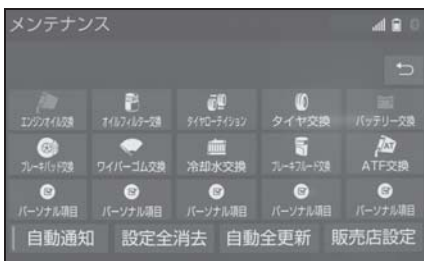 メンテナンス
エンジンオイル交換 オイルフィルター交換 タイヤローテイション タイヤ交換 バッテリー交換
ブレーキパッド交換 ワイパーゴム交換 冷却水交換 ブレーキフルード交換 ATF交換
パーソナル項目 パーソナル項目 パーソナル項目 パーソナル項目 パーソナル項目
自動通知 設定全消去 自動全更新 販売店設定